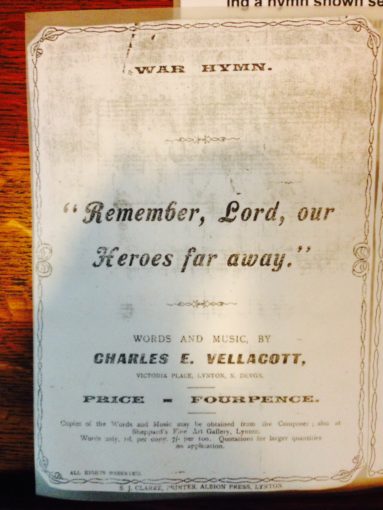 ing a hymn shown se
WAR HYMN.
"Remember, Lord, our
Heroes far away."
WORDS AND MUSIC, BY
CHARLES E. VELLACOTT,
VICTORIA PLACE, LYNTON, N. DEVON.
PRICE = FOURPENCE.
Copies of the Words and Music may be obtained from the Composer; also at
Sheppard's Fine Art Gallery, Lynton.
Words only, 1d. per copy. 7/- per 100. Quotations for larger quantities
on application.
ALL RIGHTS RESERVED.
S. J. CLARKE, PRINTER, ALBION PRESS, LYNTON.